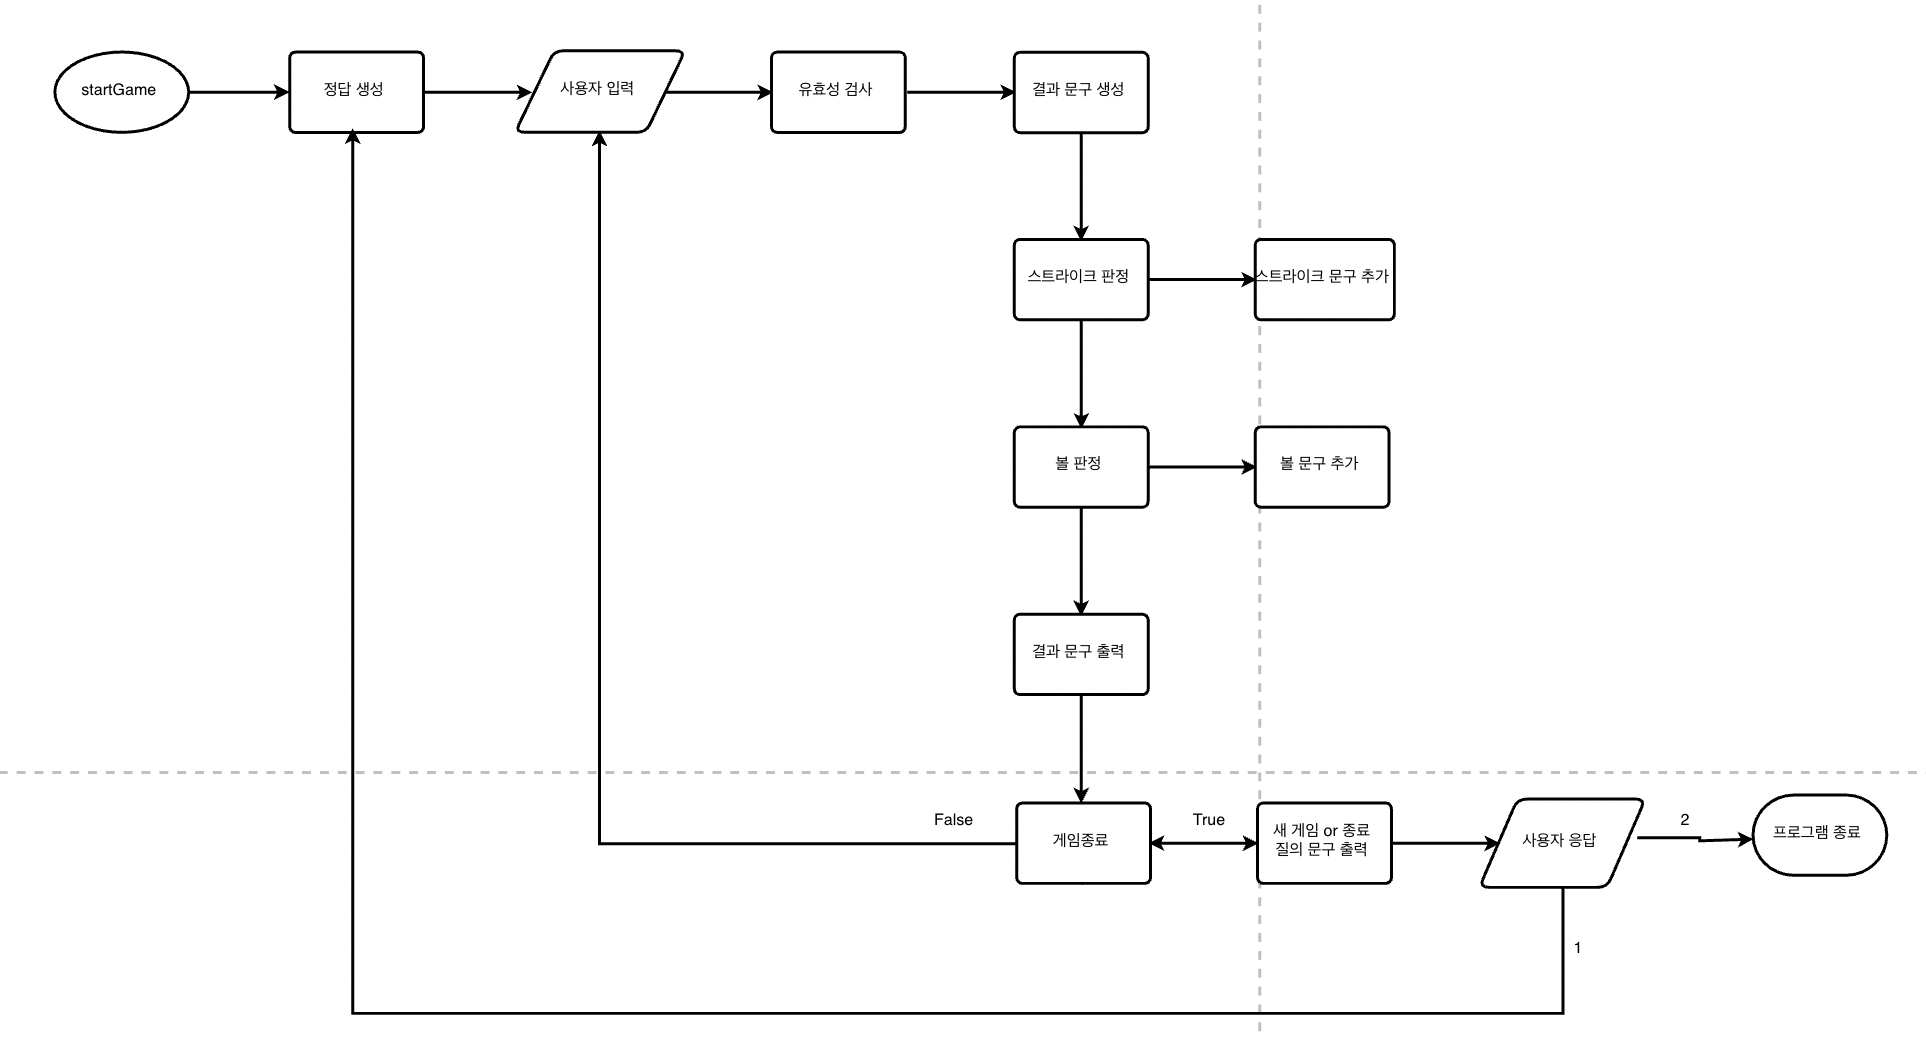 startGame
정답 생성
사용자 입력
유효성 검사
결과 문구 생성
스트라이크 판정
스트라이크 문구 추가
볼 판정
볼 문구 추가
결과 문구 출력
False
게임종료
True
새 게임 or 종료
질의 문구 출력
사용자 응답
2
프로그램 종료
1